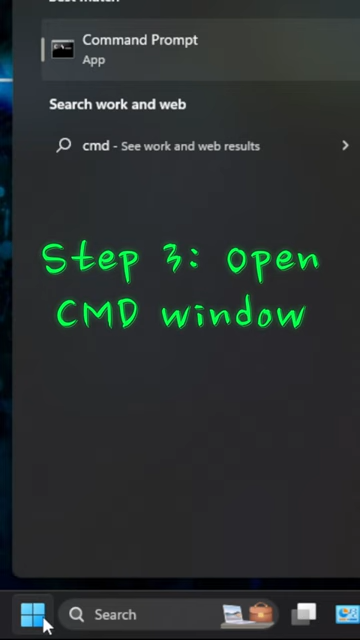 Command Prompt
App
Search work and web
cmd - See work and web results
Step 3: Open
CMD window
Search